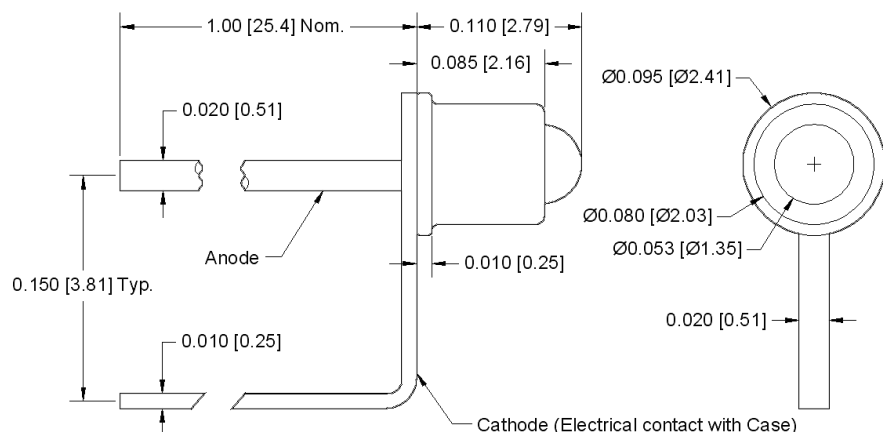 1.00 [25.4] Nom.
0.110 [2.79]
0.085 [2.16]
Ø0.095 [Ø2.41]
0.020 [0.51]
Ø0.080 [Ø2.03]
Ø0.053 [Ø1.35]
Anode
0.010 [0.25]
0.150 [3.81] Typ.
0.020 [0.51]
0.010 [0.25]
Cathode (Electrical contact with Case)